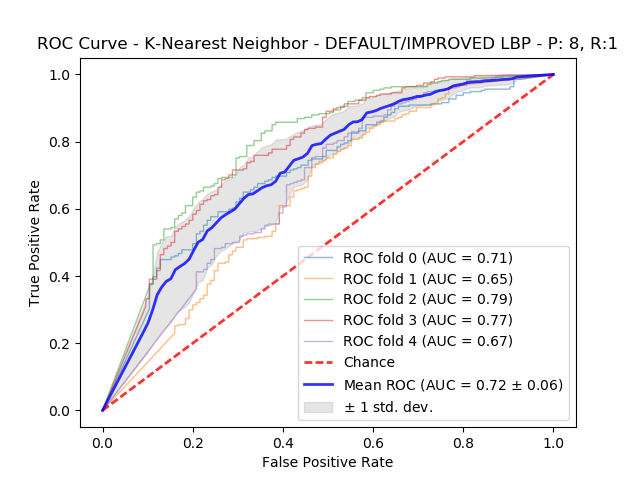 ROC Curve - K-Nearest Neighbor - DEFAULT/IMPROVED LBP - P: 8, R:1
True Positive Rate
1.0
0.8
0.6
0.4
0.2
0.0
ROC fold 0 (AUC = 0.71)
ROC fold 1 (AUC = 0.65)
ROC fold 2 (AUC = 0.79)
ROC fold 3 (AUC = 0.77)
ROC fold 4 (AUC = 0.67)
Chance
Mean ROC (AUC = 0.72 ± 0.06)
± 1 std. dev.
0.0 0.2 0.4 0.6 0.8 1.0
False Positive Rate